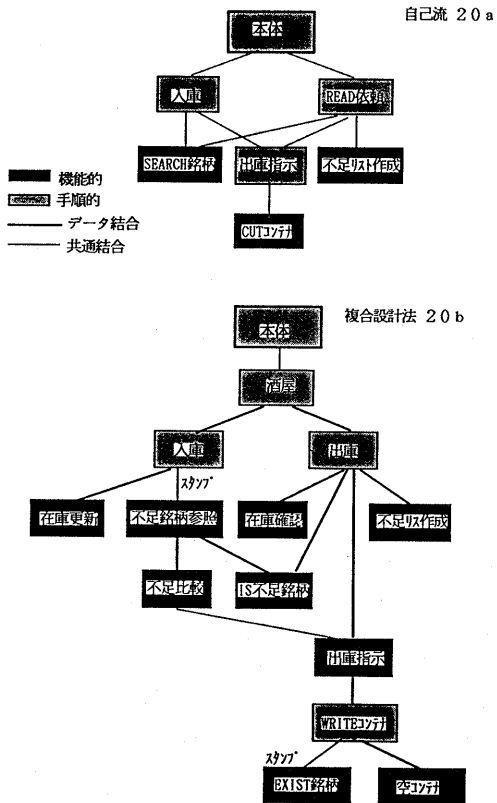 自己流 20a
本体
入庫
READ依頼
SEARCH銘柄
出庫指示
不足リスト作成
CUTコンテナ
機能的
手順的
データ結合
共通結合
複合設計法 20b
本体
酒屋
入庫
出庫
スタンプ
在庫更新
不足銘柄参照
在庫確認
不足リス作成
不足比較
IS不足銘柄
出庫指示
WRITEコンテナ
スタンプ
EXIST銘柄
空コンテナ